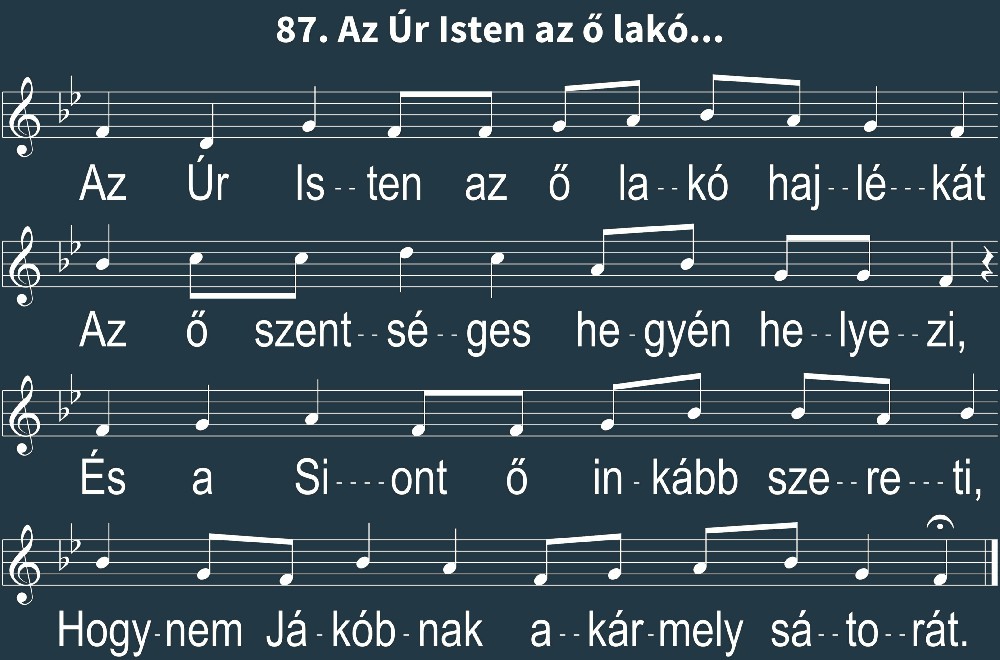 87. Az Úr Isten az ő lakó...
Az Úr Is--ten az ő la--kó haj--lé---kát
Az ő szent--sé--ges he-gyén he--lye--zi,
És a Si----ont ő in-kább sze--re---ti,
Hogy-nem Já-kób-nak a--kár-mely sá--to--rát.